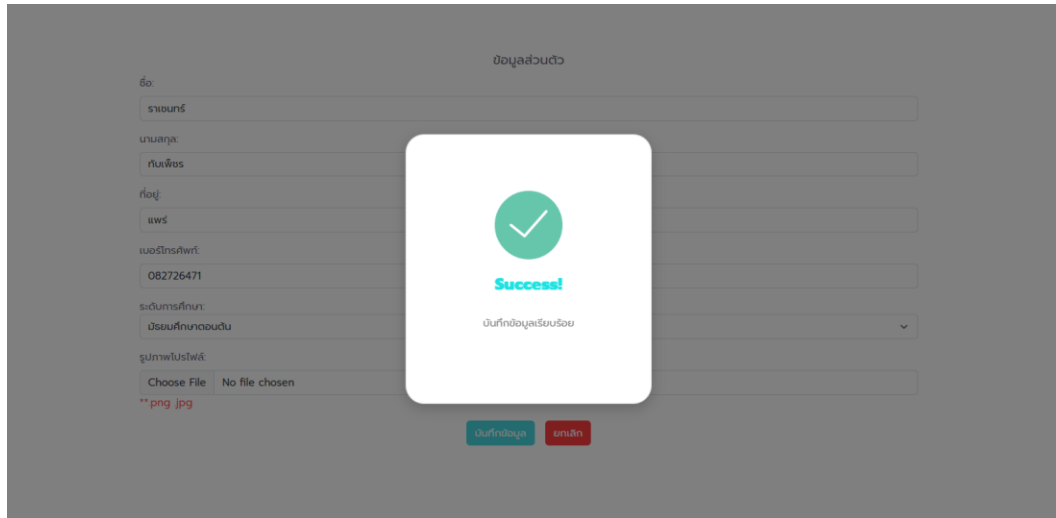 ข้อมูลส่วนตัว
ชื่อ:
ราเชนทร์
นามสกุล:
ทับเพ็ชร
ที่อยู่:
แพร่
เบอร์โทรศัพท์:
082726471
ระดับการศึกษา:
มัธยมศึกษาตอนต้น
รูปภาพโปรไฟล์:
Choose File No file chosen
**.png .jpg
Success!
บันทึกข้อมูลเรียบร้อย
บันทึกข้อมูล ยกเลิก